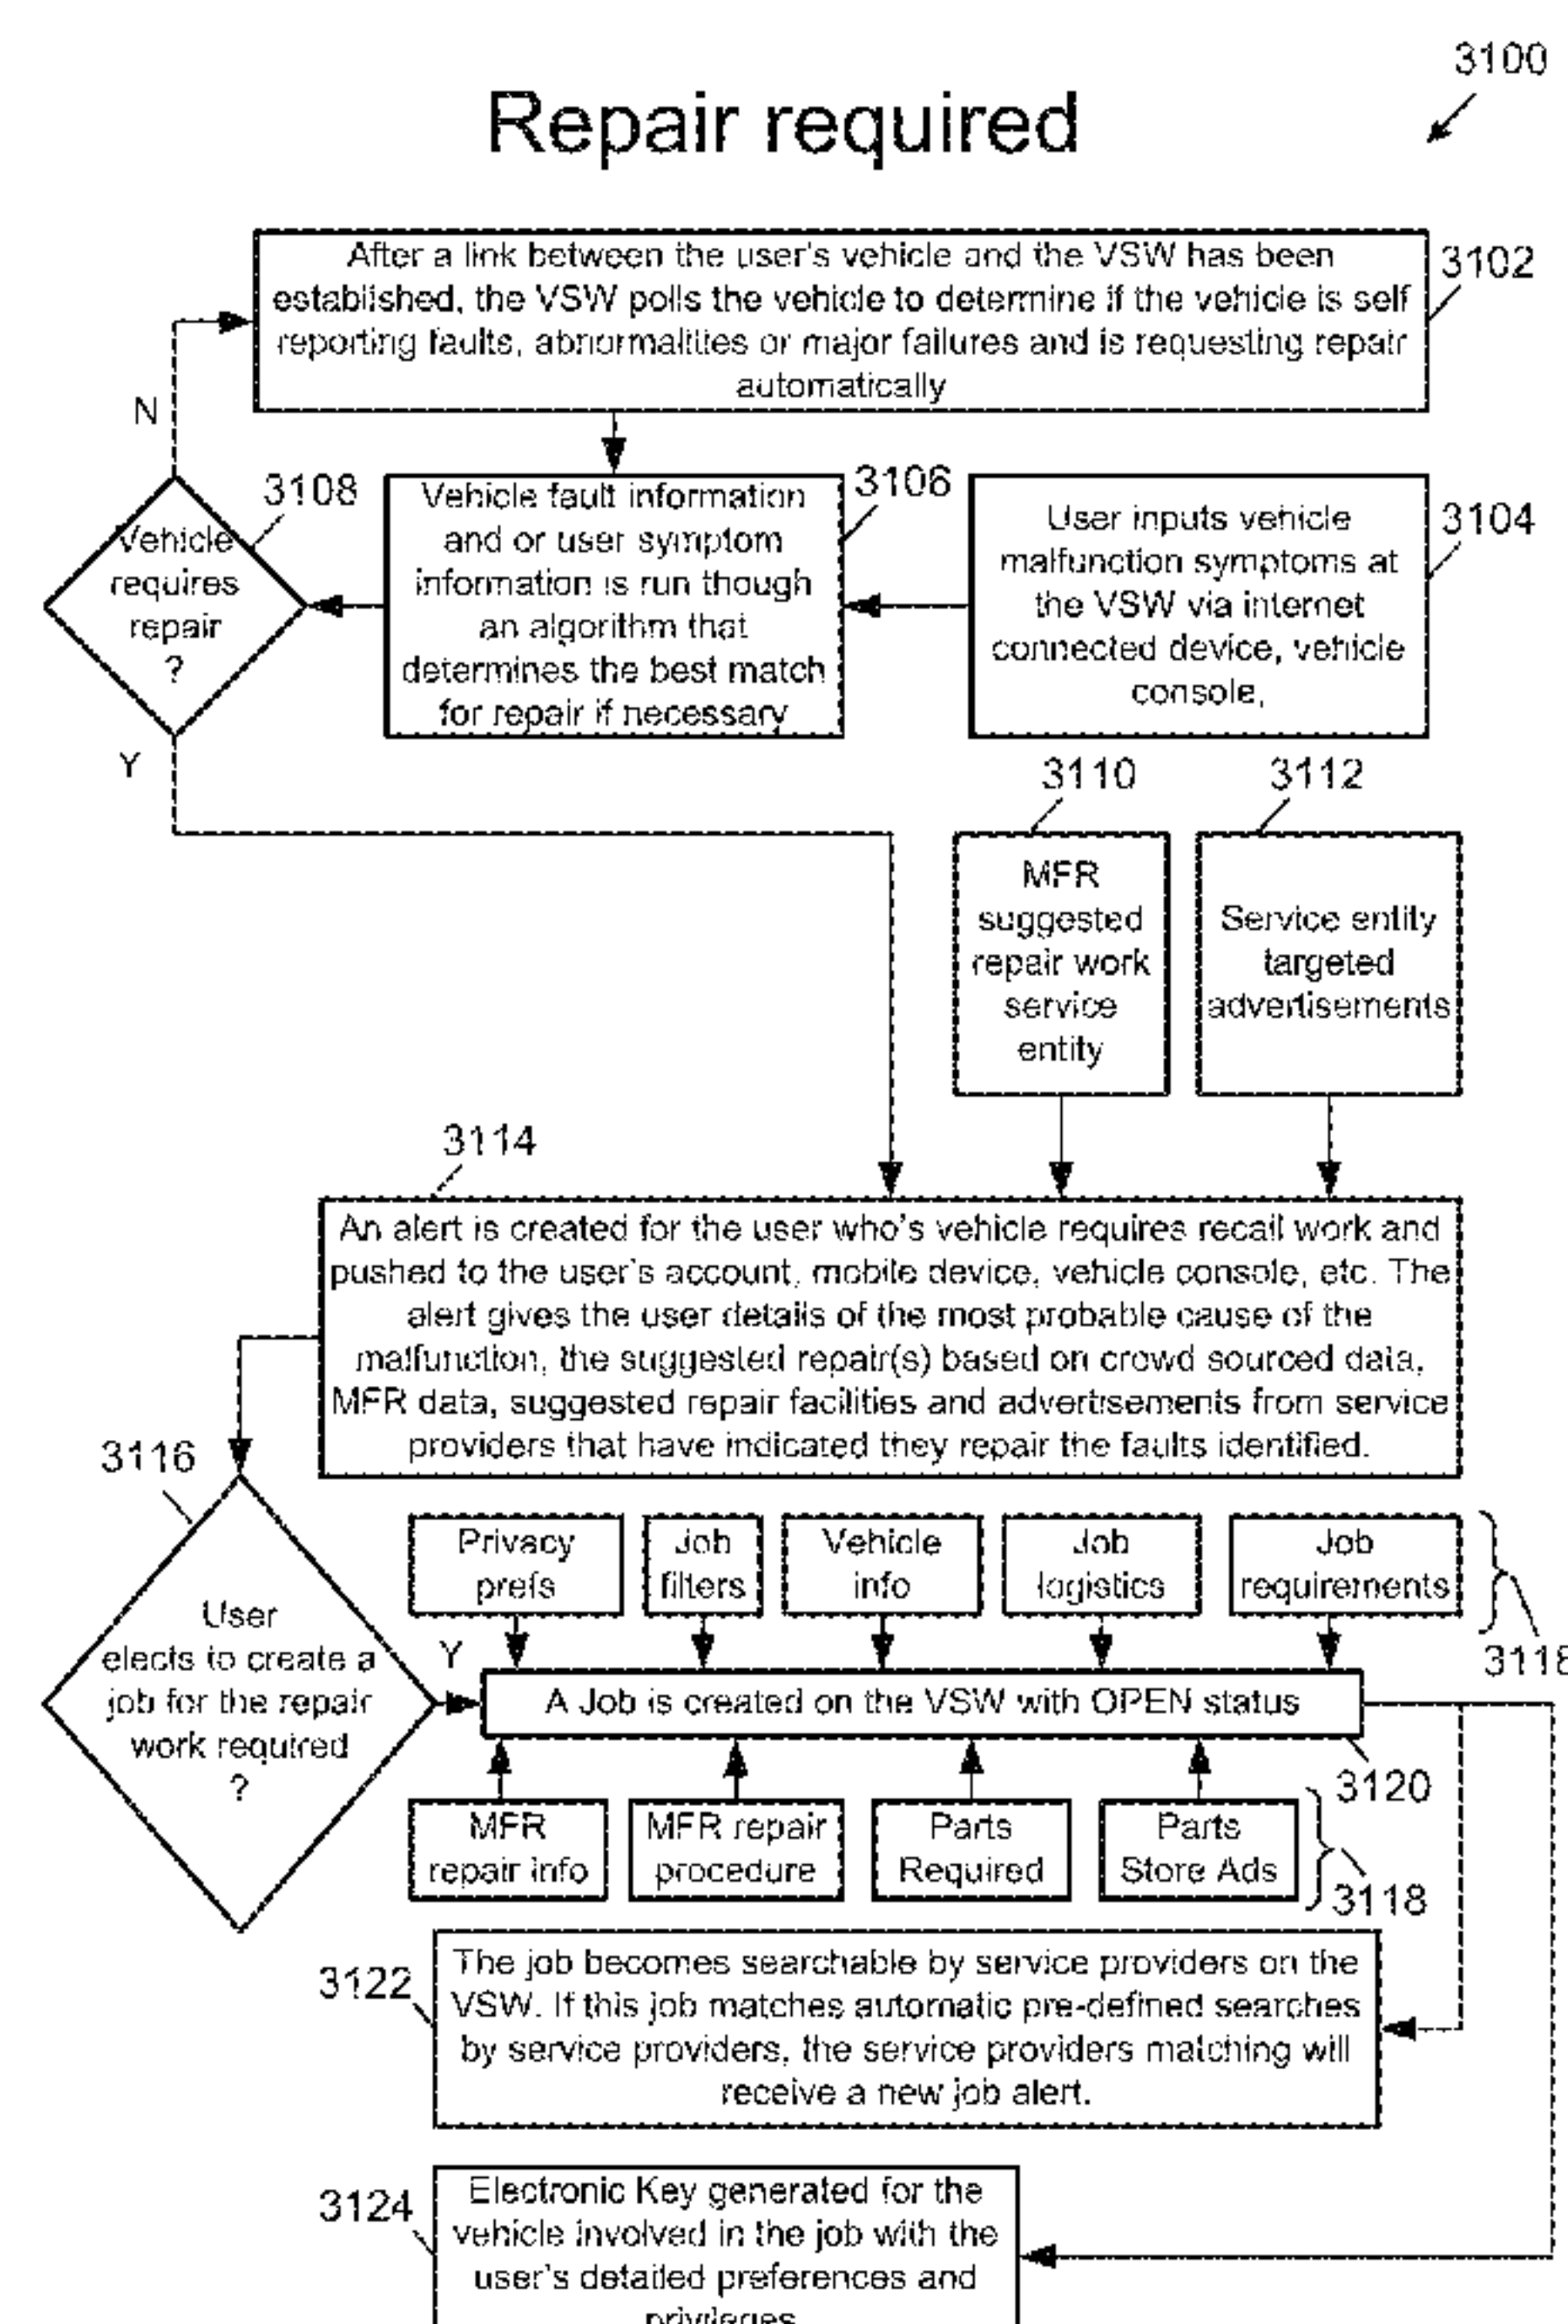 3100
Repair required
After a link between the user's vehicle and the VSW has been
established, the VSW polls the vehicle to determine if the vehicle is self
reporting faults, abnormalities or major failures and is requesting repair
automatically
3102
N
3108
Vehicle
requires
repair
?
Y
3106
Vehicle fault information
and or user symptom
information is run though
an algorithm that
determines the best match
for repair if necessary
3104
User inputs vehicle
malfunction symptoms at
the VSW via internet
connected device, vehicle
console,
3110
MFR
suggested
repair work
service
entity
3112
Service entity
targeted
advertisements
3114
An alert is created for the user who's vehicle requires recall work and
pushed to the user's account, mobile device, vehicle console, etc. The
alert gives the user details of the most probable cause of the
malfunction, the suggested repair(s) based on crowd sourced data,
MFR data, suggested repair facilities and advertisements from service
providers that have indicated they repair the faults identified.
3116
User
elects to create a
job for the repair
work required
?
Y
Privacy
prefs
Job
filters
Vehicle
info
Job
logistics
Job
requirements
3118
A Job is created on the VSW with OPEN status
3120
MFR
repair info
MFR repair
procedure
Parts
Required
Parts
Store Ads
3118
3122
The job becomes searchable by service providers on the
VSW. If this job matches automatic pre-defined searches
by service providers, the service providers matching will
receive a new job alert.
3124
Electronic Key generated for the
vehicle involved in the job with the
user's detailed preferences and
privileges